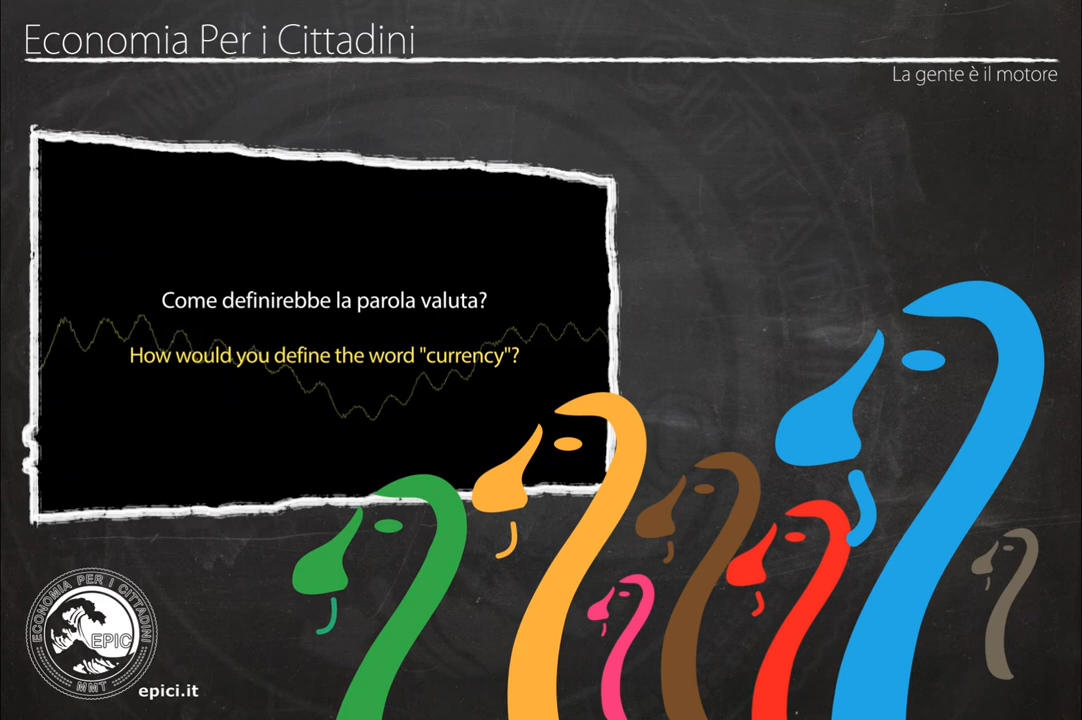 Economia Per i Cittadini
La gente è il motore
Come definirebbe la parola valuta?
How would you define the word "currency"?
ECONOMIA PER I CITTADINI
EPIC
MMT
epici.it